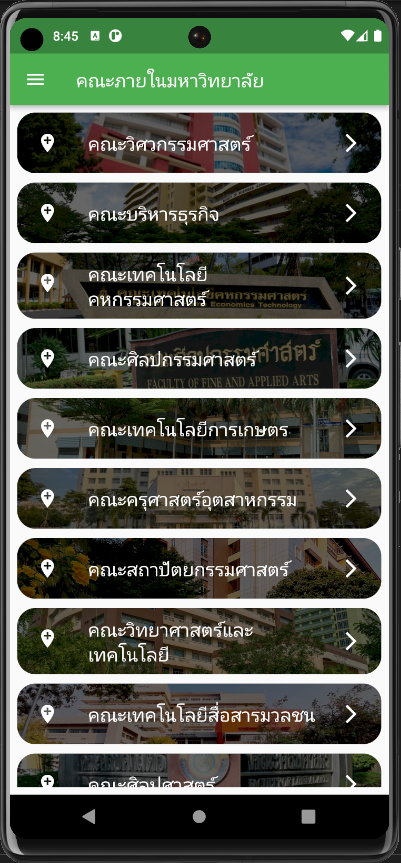 8:45
คณะภายในมหาวิทยาลัย
คณะวิศวกรรมศาสตร์
คณะบริหารธุรกิจ
คณะเทคโนโลยี
คหกรรมศาสตร์
Economics Technology
คณะศิลปกรรมศาสตร์
FACULTY OF FINE AND APPLIED ARTS
คณะเทคโนโลยีการเกษตร
คณะครุศาสตร์อุตสาหกรรม
คณะสถาปัตยกรรมศาสตร์
คณะวิทยาศาสตร์และ
เทคโนโลยี
คณะเทคโนโลยีสื่อสารมวลชน
คณะศิลปศาสตร์